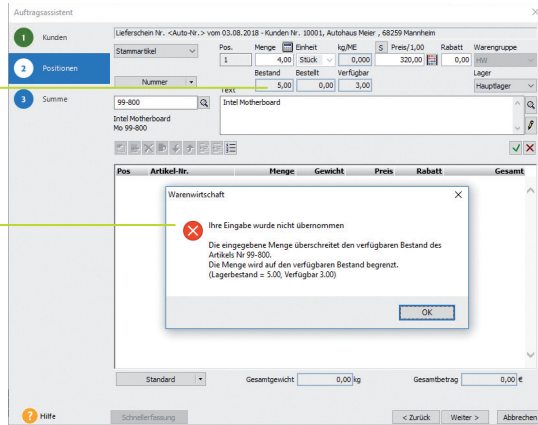 Auftragsassistent
1 Kunden
2 Positionen
3 Summe
Lieferschein Nr. <Auto-Nr.> vom 03.08.2018 - Kunden Nr. 10001, Autohaus Meier , 68259 Mannheim
Stammartikel
Pos. Menge Einheit kg/ME S Preis/1,00 Rabatt Warengruppe
1 4,00 Stück 0,000 320,00 0,00 HW
Bestand Bestellt Verfügbar Lager
Nummer 5,00 0,00 3,00 Hauptlager
Text
99-800 Intel Motherboard
Intel Motherboard
Mo 99-800
Pos Artikel-Nr. Menge Gewicht Preis Rabatt Gesamt
Warenwirtschaft
Ihre Eingabe wurde nicht übernommen
Die eingegebene Menge überschreitet den verfügbaren Bestand des
Artikels Nr 99-800.
Die Menge wird auf den verfügbaren Bestand begrenzt.
(Lagerbestand = 5.00, Verfügbar 3.00)
OK
Standard Gesamtgewicht 0,00 kg Gesamtbetrag 0,00 €
? Hilfe Schnellerfassung < Zurück Weiter > Abbrechen